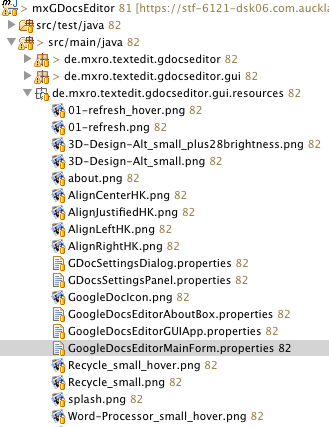 > mxGDocsEditor 81 [https://stf-6121-dsk06.com.auckla
src/test/java 82
> src/main/java 82
> de.mxro.textedit.gdocseditor 82
> de.mxro.textedit.gdocseditor.gui 82
de.mxro.textedit.gdocseditor.gui.resources 82
01-refresh_hover.png 82
01-refresh.png 82
3D-Design-Alt_small_plus28brightness.png 82
3D-Design-Alt_small.png 82
about.png 82
AlignCenterHK.png 82
AlignJustifiedHK.png 82
AlignLeftHK.png 82
AlignRightHK.png 82
GDocSettingsDialog.properties 82
GDocsSettingsPanel.properties 82
GoogleDocIcon.png 82
GoogleDocsEditorAboutBox.properties 82
GoogleDocsEditorGUIApp.properties 82
GoogleDocsEditorMainForm.properties 82
Recycle_small_hover.png 82
Recycle_small.png 82
splash.png 82
Word-Processor_small_hover.png 82